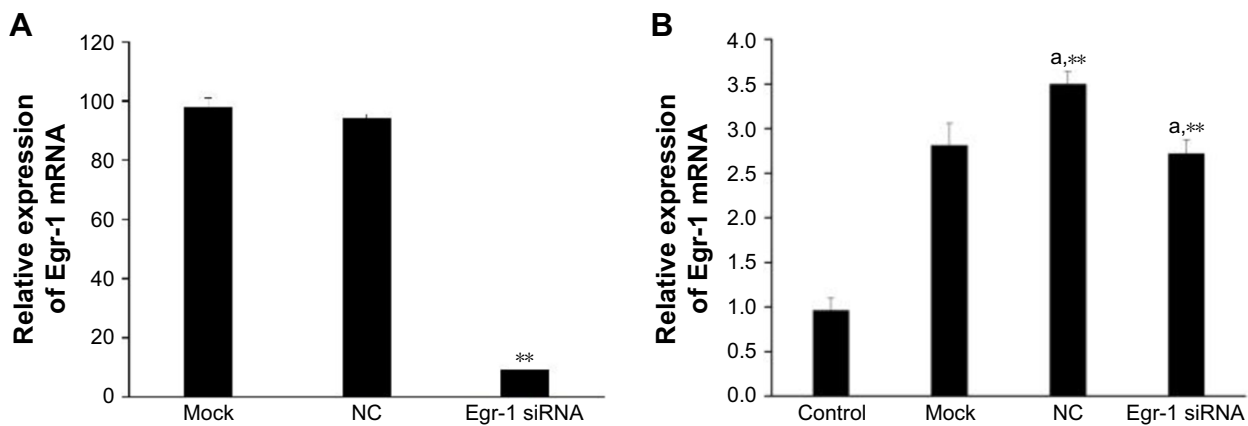 A
Relative expression
of Egr-1 mRNA
120
100
80
60
40
20
0
**
Mock NC Egr-1 siRNA
B
Relative expression
of Egr-1 mRNA
4.0
3.5
3.0
2.5
2.0
1.5
1.0
0.5
0.0
a,**
a,**
Control Mock NC Egr-1 siRNA